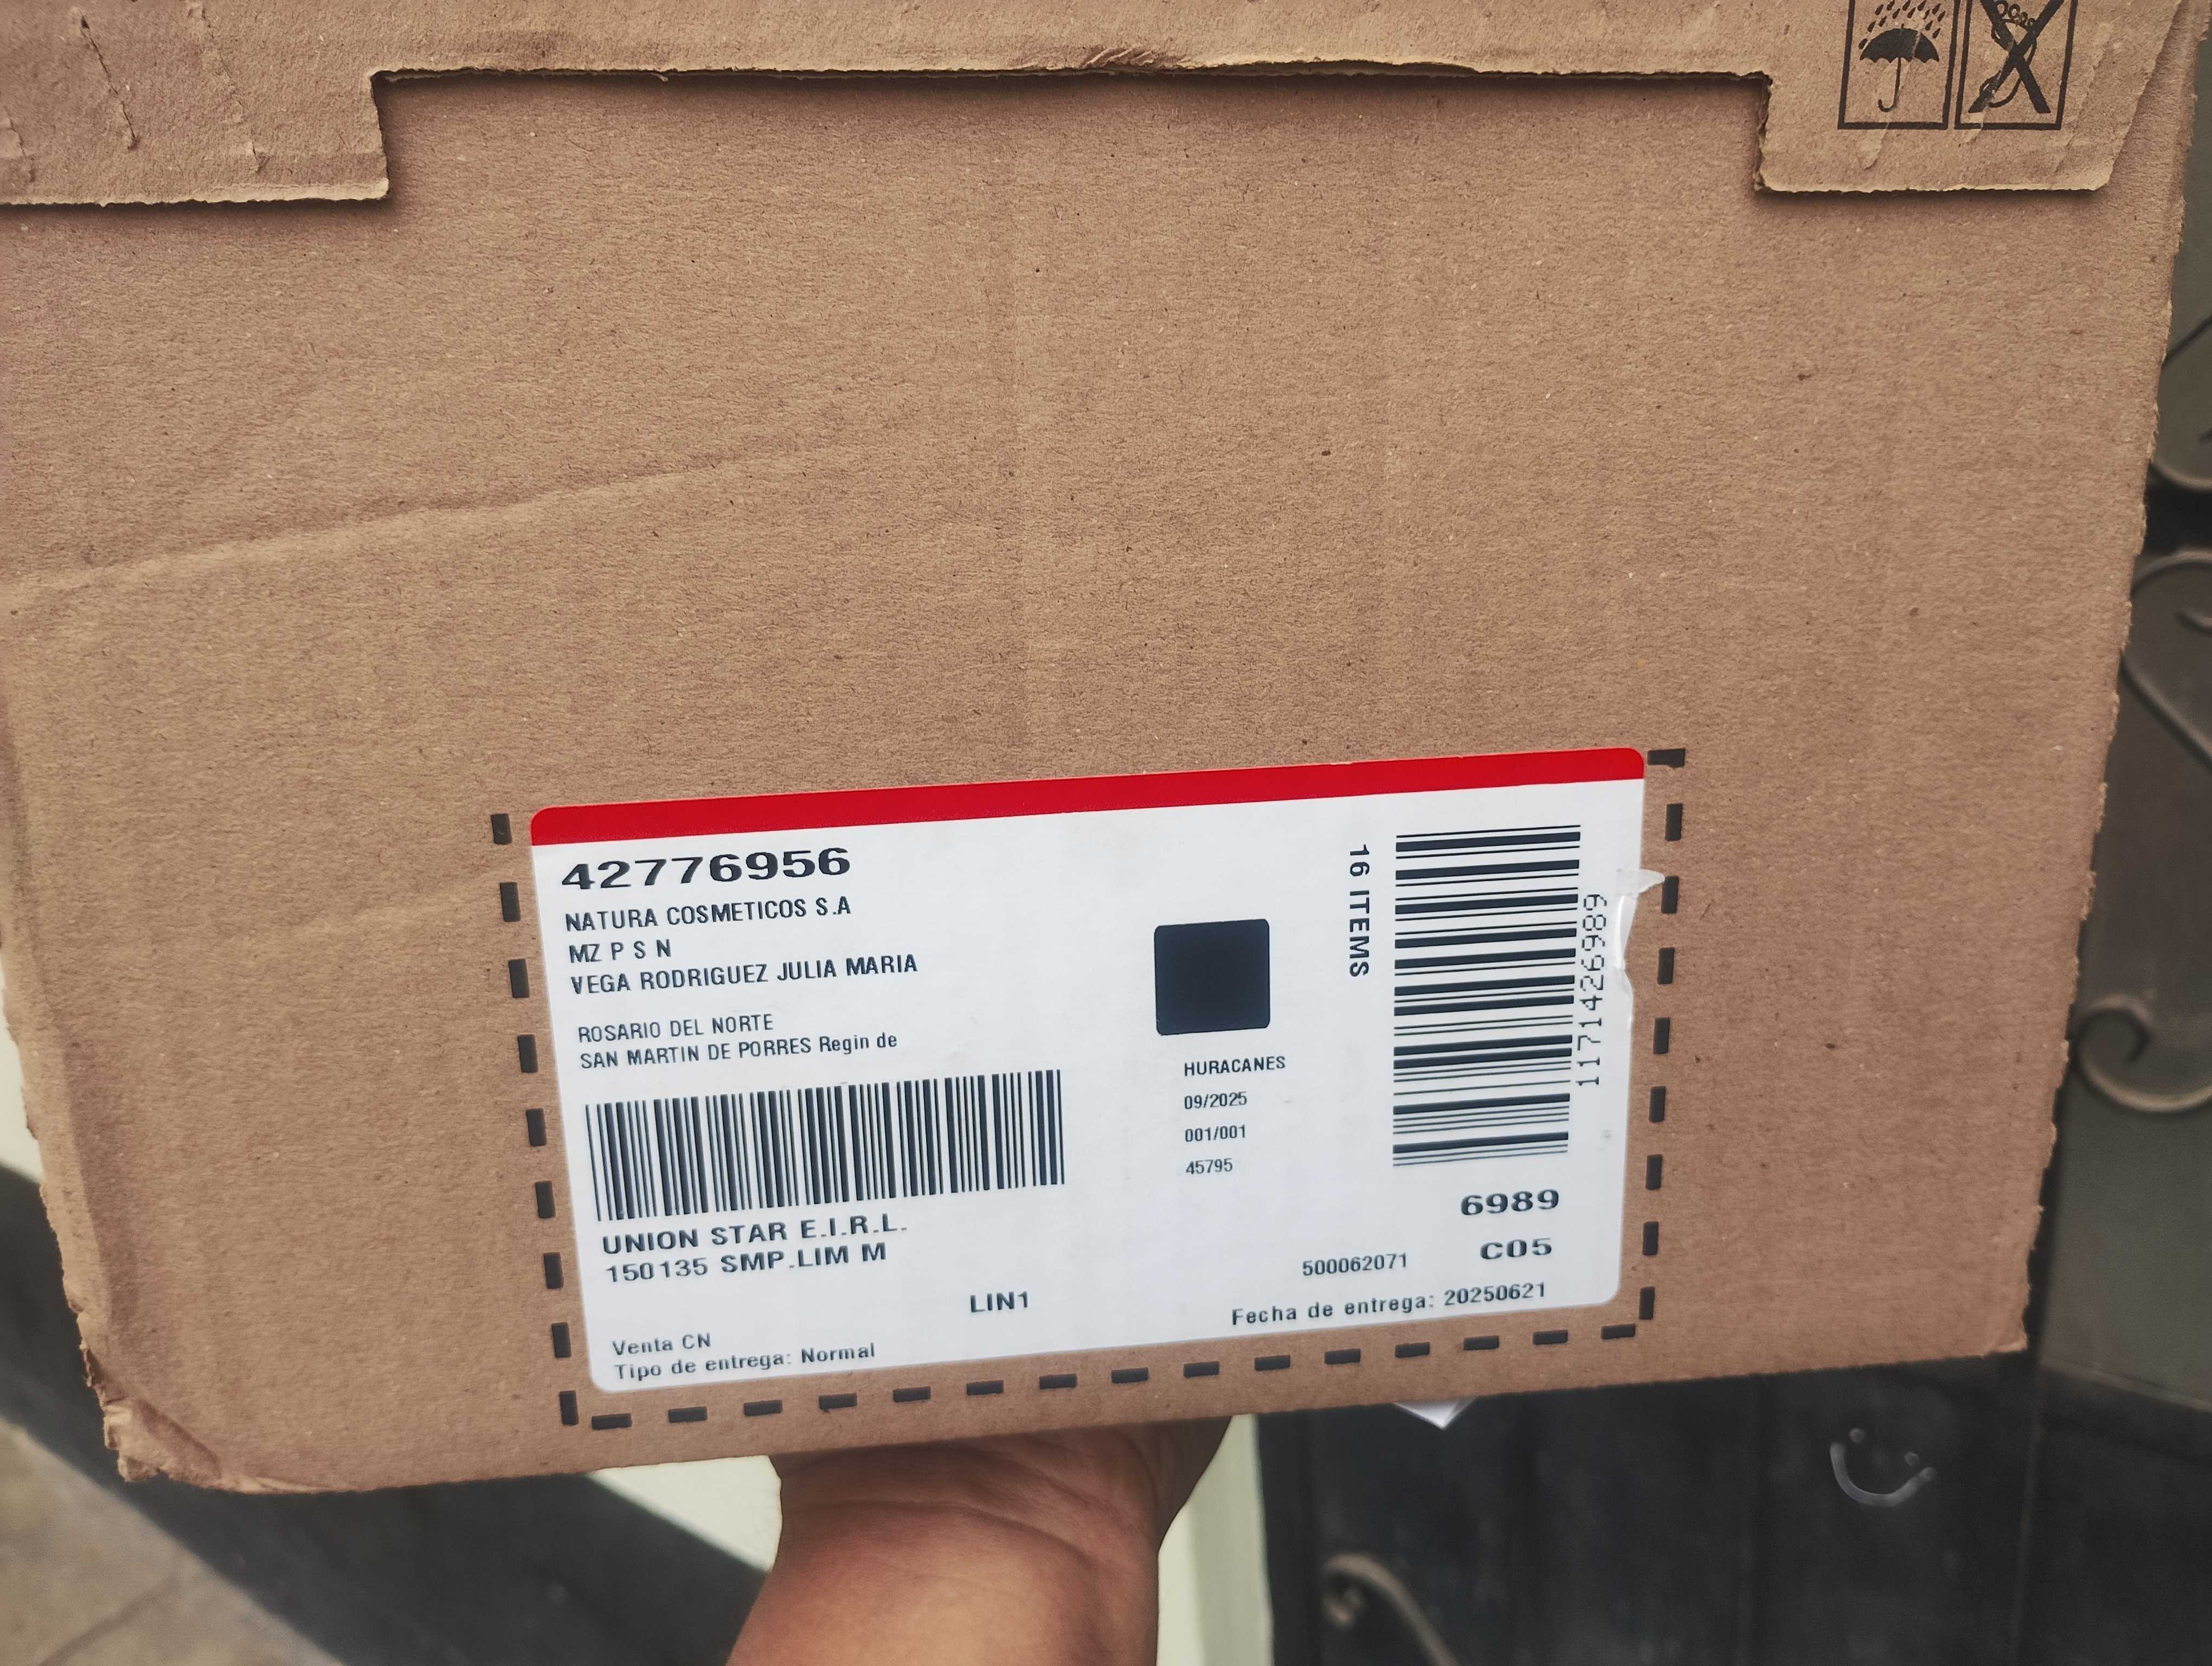 42776956
NATURA COSMETICOS S.A
MZ P S N
VEGA RODRIGUEZ JULIA MARIA
ROSARIO DEL NORTE
SAN MARTIN DE PORRES Regin de
UNION STAR E.I.R.L.
150135 SMP.LIM M
LIN1
Venta CN
Tipo de entrega: Normal
HURACANES
09/2025
001/001
45795
16 ITEMS
1171426989
6989
500062071 C05
Fecha de entrega: 20250621